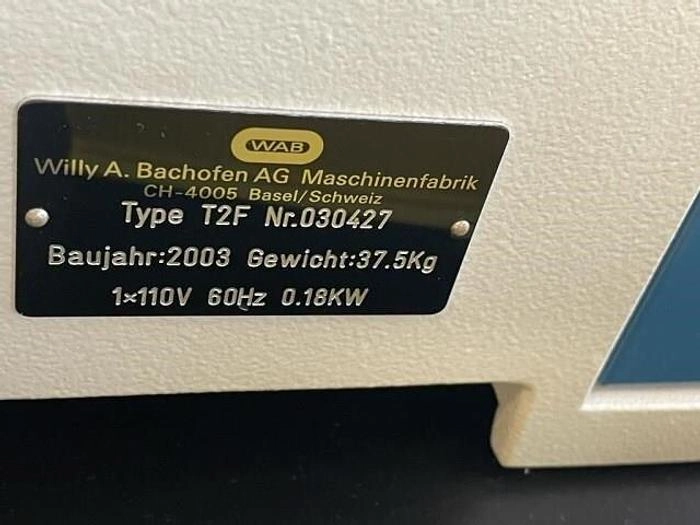 WAB
Willy A. Bachofen AG Maschinenfabrik
CH-4005 Basel/Schweiz
Type T2F Nr.030427
Baujahr:2003 Gewicht:37.5Kg
1×110V 60Hz 0.18KW